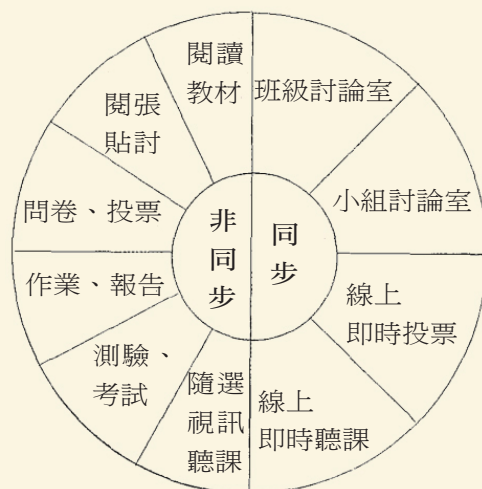 閱讀
教材
班級討論室
閱張
貼討
小組討論室
問卷、投票
非
同
步
同
步
作業、報告
線上
即時投票
測驗、
考試
隨選
視訊
聽課
線上
即時聽課